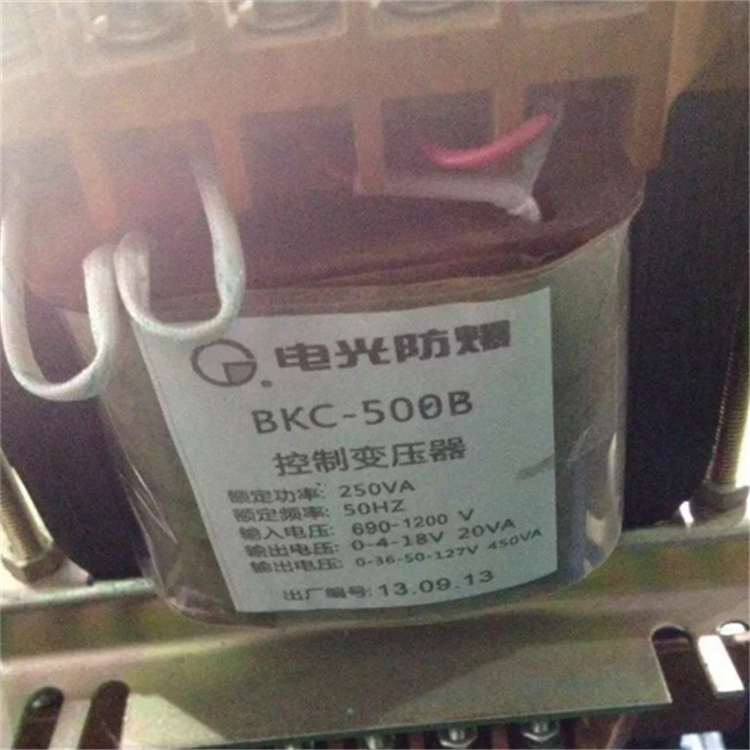 电光防爆
BKC-500B
控制变压器
额定功率: 250VA
额定频率: 50HZ
输入电压: 690-1200 V
输出电压: 0-4-18V 20VA
输出电压: 0-36-50-127V 450VA
出厂编号: 13.09.13